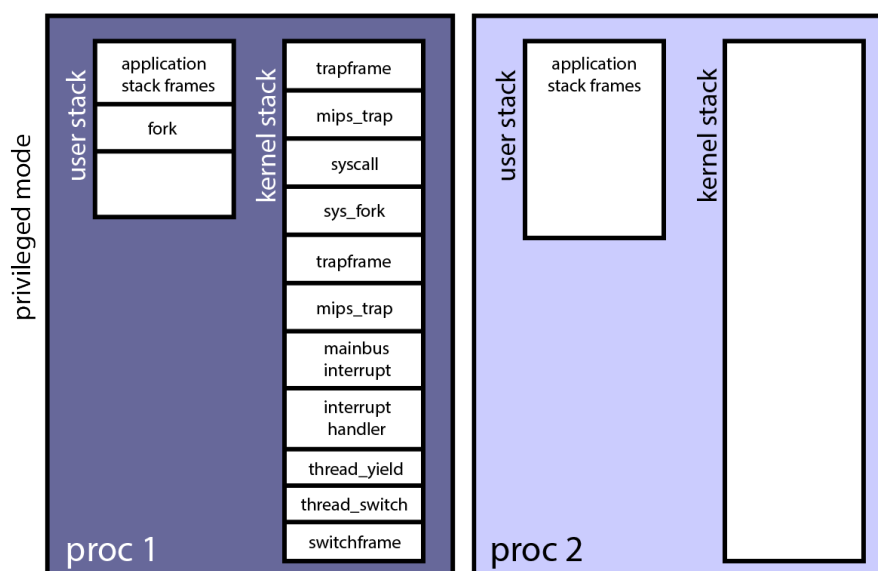 privileged mode
user stack
application
stack frames
fork
kernel stack
trapframe
mips_trap
syscall
sys_fork
trapframe
mips_trap
mainbus
interrupt
interrupt
handler
thread_yield
thread_switch
switchframe
proc 1
user stack
application
stack frames
kernel stack
proc 2